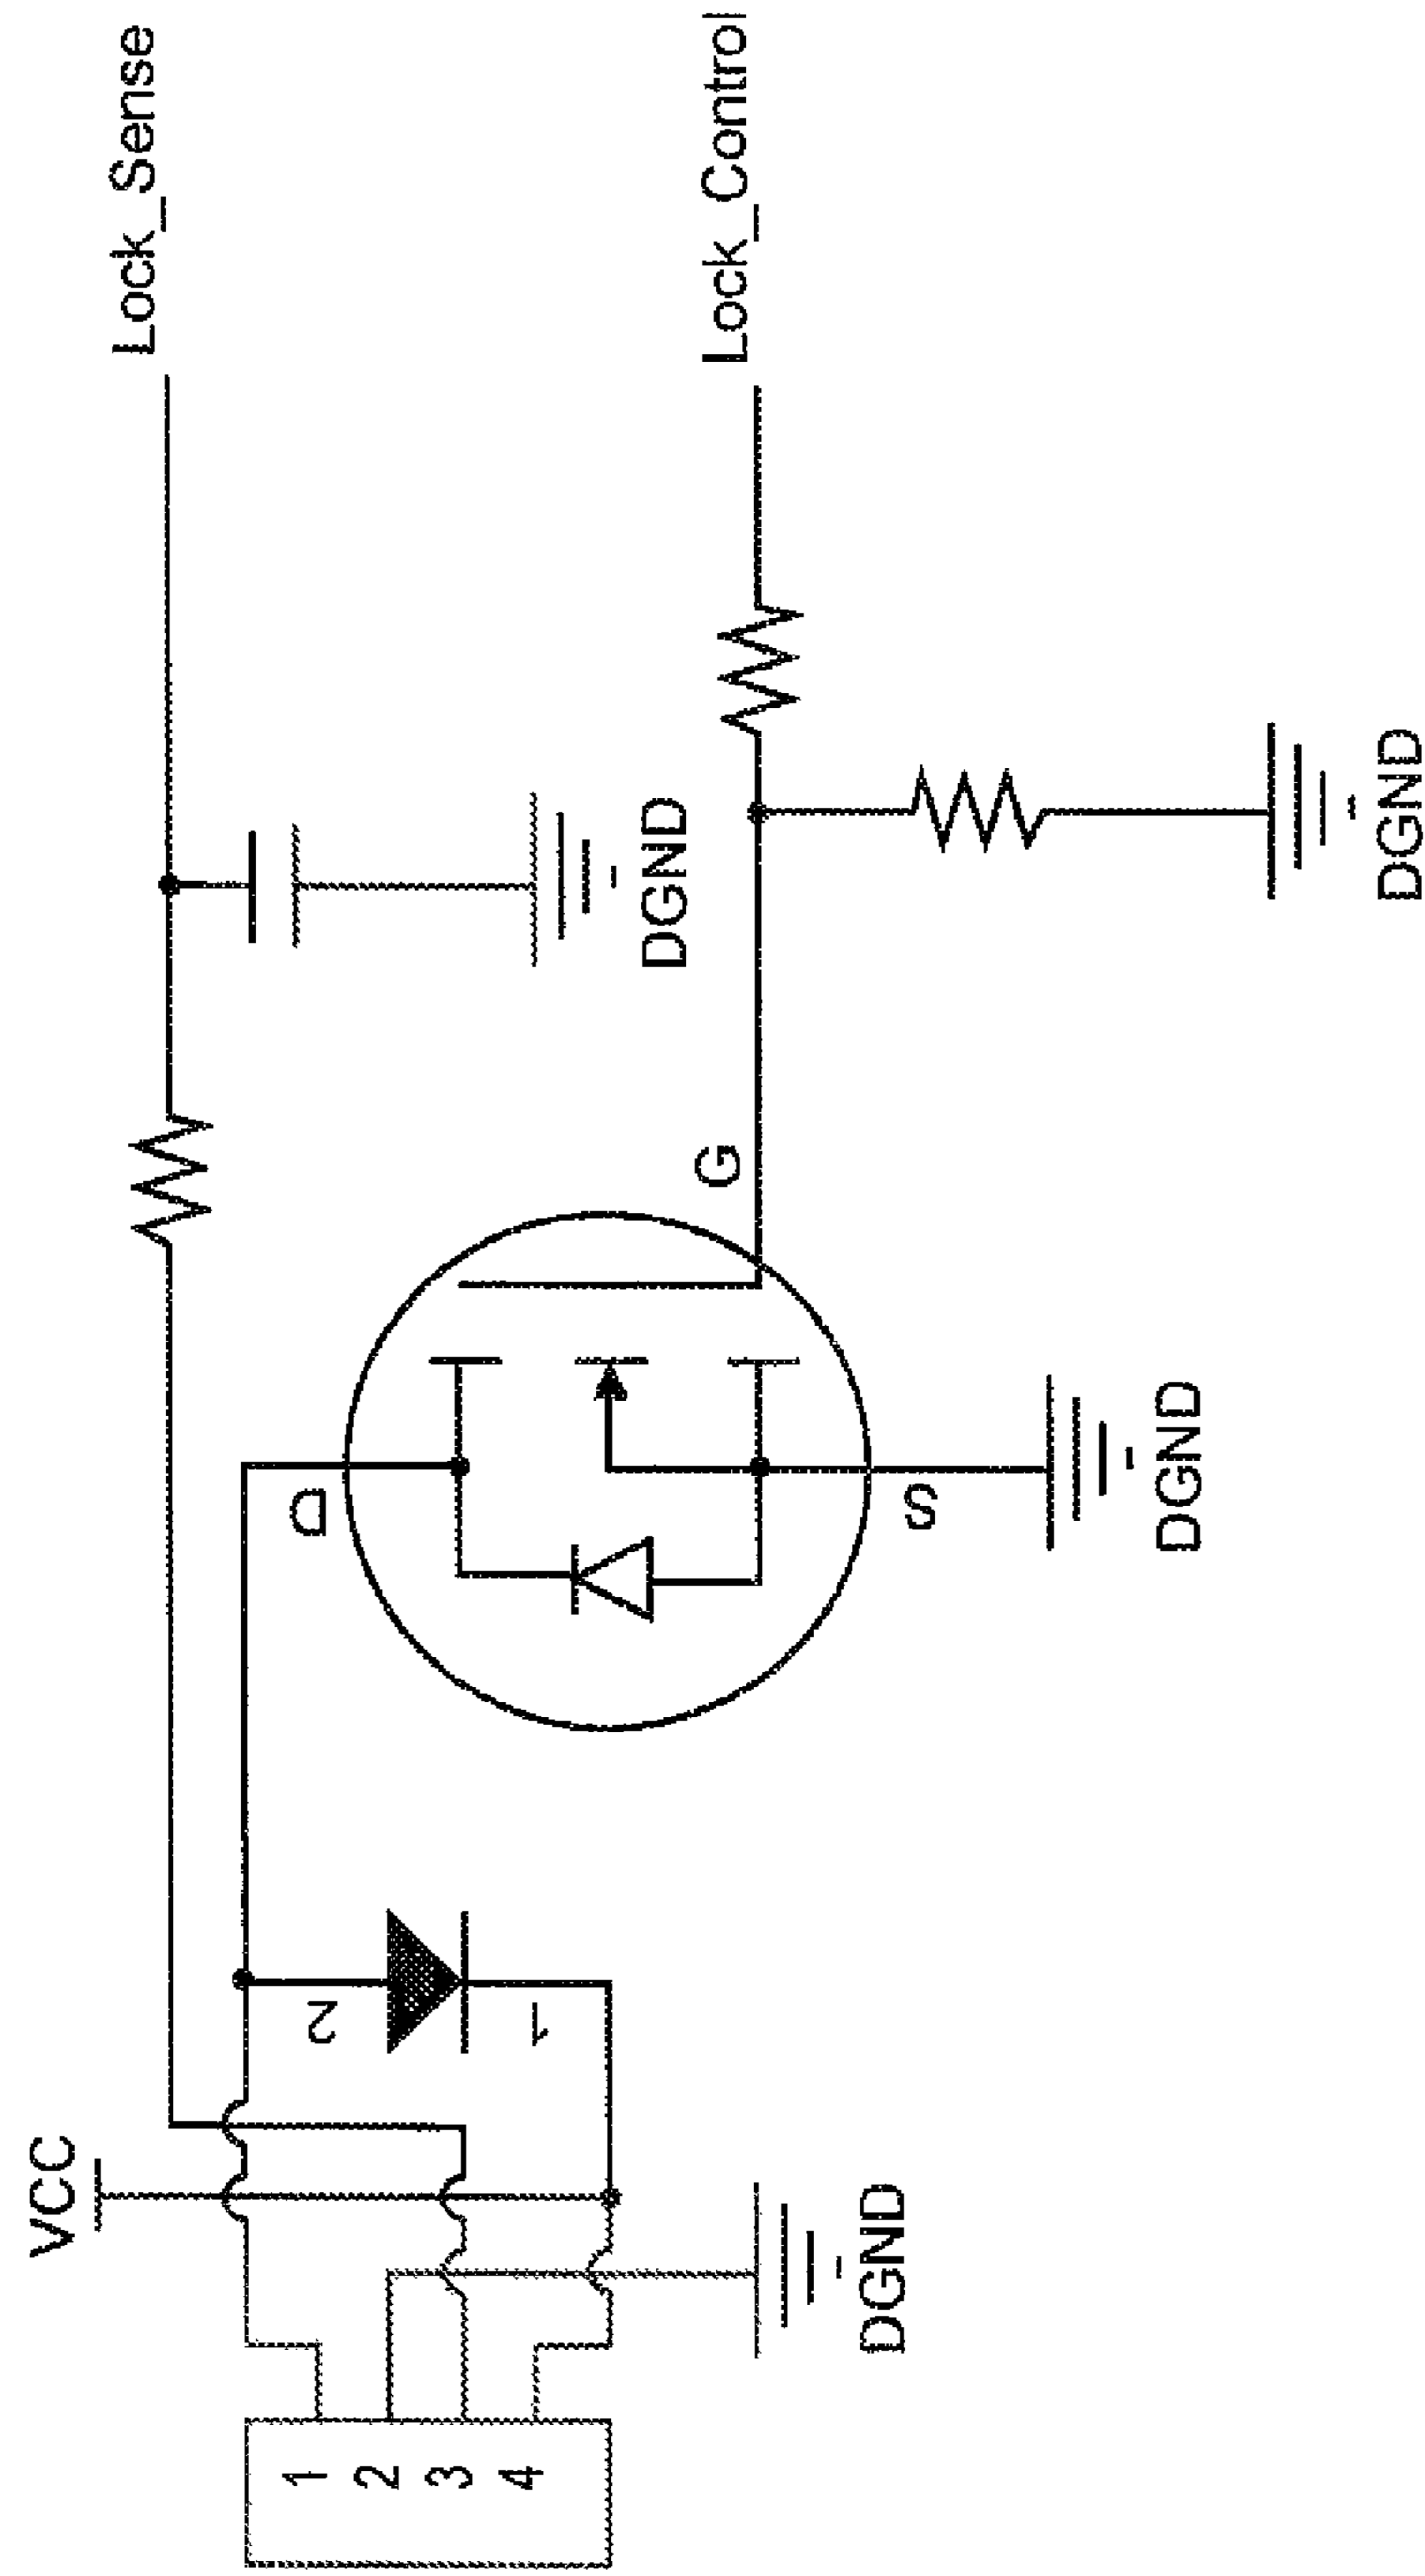 VCC
Lock_Sense
1
2
3
4
2
1
D
S
G
DGND
Lock_Control
DGND
DGND
DGND